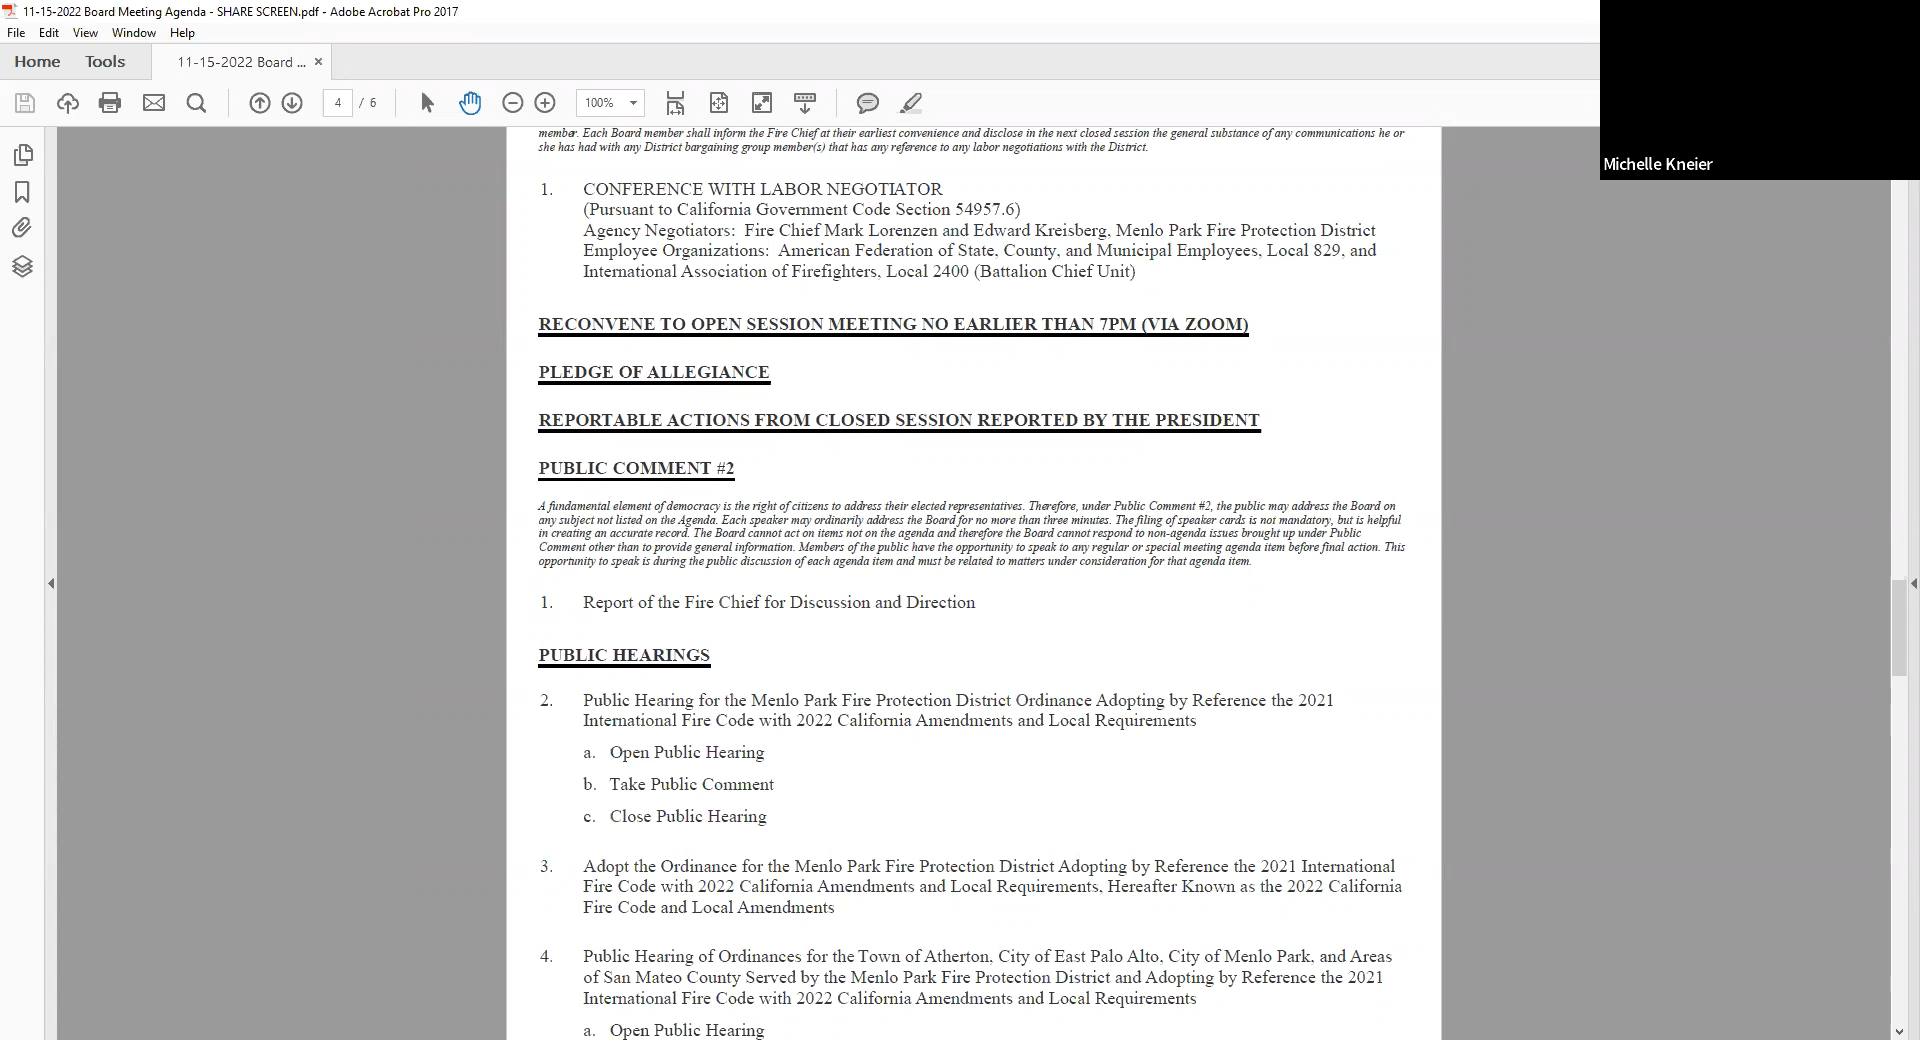 11-15-2022 Board Meeting Agenda - SHARE SCREEN.pdf - Adobe Acrobat Pro 2017
File Edit View Window Help
Home Tools 11-15-2022 Board ... ×
4 / 6 100%
Michelle Kneier
member. Each Board member shall inform the Fire Chief at their earliest convenience and disclose in the next closed session the general substance of any communications he or
she has had with any District bargaining group member(s) that has any reference to any labor negotiations with the District.
1. CONFERENCE WITH LABOR NEGOTIATOR
(Pursuant to California Government Code Section 54957.6)
Agency Negotiators: Fire Chief Mark Lorenzen and Edward Kreisberg, Menlo Park Fire Protection District
Employee Organizations: American Federation of State, County, and Municipal Employees, Local 829, and
International Association of Firefighters, Local 2400 (Battalion Chief Unit)
RECONVENE TO OPEN SESSION MEETING NO EARLIER THAN 7PM (VIA ZOOM)
PLEDGE OF ALLEGIANCE
REPORTABLE ACTIONS FROM CLOSED SESSION REPORTED BY THE PRESIDENT
PUBLIC COMMENT #2
A fundamental element of democracy is the right of citizens to address their elected representatives. Therefore, under Public Comment #2, the public may address the Board on
any subject not listed on the Agenda. Each speaker may ordinarily address the Board for no more than three minutes. The filing of speaker cards is not mandatory, but is helpful
in creating an accurate record. The Board cannot act on items not on the agenda and therefore the Board cannot respond to non-agenda issues brought up under Public
Comment other than to provide general information. Members of the public have the opportunity to speak to any regular or special meeting agenda item before final action. This
opportunity to speak is during the public discussion of each agenda item and must be related to matters under consideration for that agenda item.
1. Report of the Fire Chief for Discussion and Direction
PUBLIC HEARINGS
2. Public Hearing for the Menlo Park Fire Protection District Ordinance Adopting by Reference the 2021
International Fire Code with 2022 California Amendments and Local Requirements
a. Open Public Hearing
b. Take Public Comment
c. Close Public Hearing
3. Adopt the Ordinance for the Menlo Park Fire Protection District Adopting by Reference the 2021 International
Fire Code with 2022 California Amendments and Local Requirements, Hereafter Known as the 2022 California
Fire Code and Local Amendments
4. Public Hearing of Ordinances for the Town of Atherton, City of East Palo Alto, City of Menlo Park, and Areas
of San Mateo County Served by the Menlo Park Fire Protection District and Adopting by Reference the 2021
International Fire Code with 2022 California Amendments and Local Requirements
a. Open Public Hearing